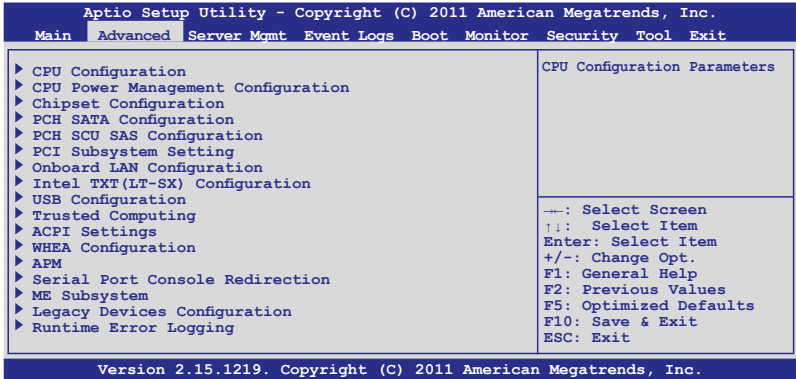 Aptio Setup Utility - Copyright (C) 2011 American Megatrends, Inc.
Main Advanced Server Mgmt Event Logs Boot Monitor Security Tool Exit
CPU Configuration
CPU Power Management Configuration
Chipset Configuration
PCH SATA Configuration
PCH SCU SAS Configuration
PCI Subsystem Setting
Onboard LAN Configuration
Intel TXT(LT-SX) Configuration
USB Configuration
Trusted Computing
ACPI Settings
WHEA Configuration
APM
Serial Port Console Redirection
ME Subsystem
Legacy Devices Configuration
Runtime Error Logging
CPU Configuration Parameters
→←: Select Screen
↑↓: Select Item
Enter: Select Item
+/-: Change Opt.
F1: General Help
F2: Previous Values
F5: Optimized Defaults
F10: Save & Exit
ESC: Exit
Version 2.15.1219. Copyright (C) 2011 American Megatrends, Inc.